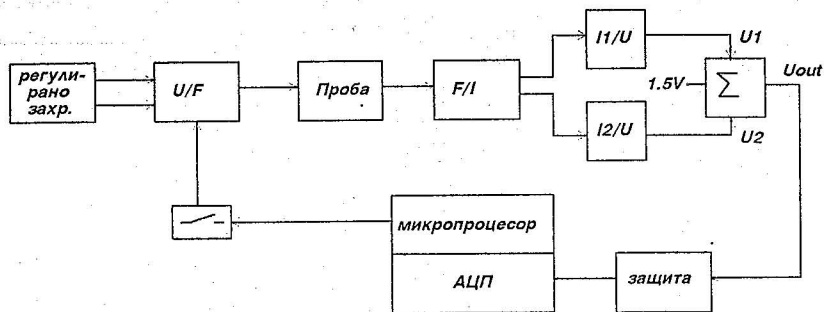 регули-
рано
захр.
U/F
Проба
F/I
I1/U
I2/U
U1
1.5V
Σ
Uout
U2
микропроцесор
АЦП
защита